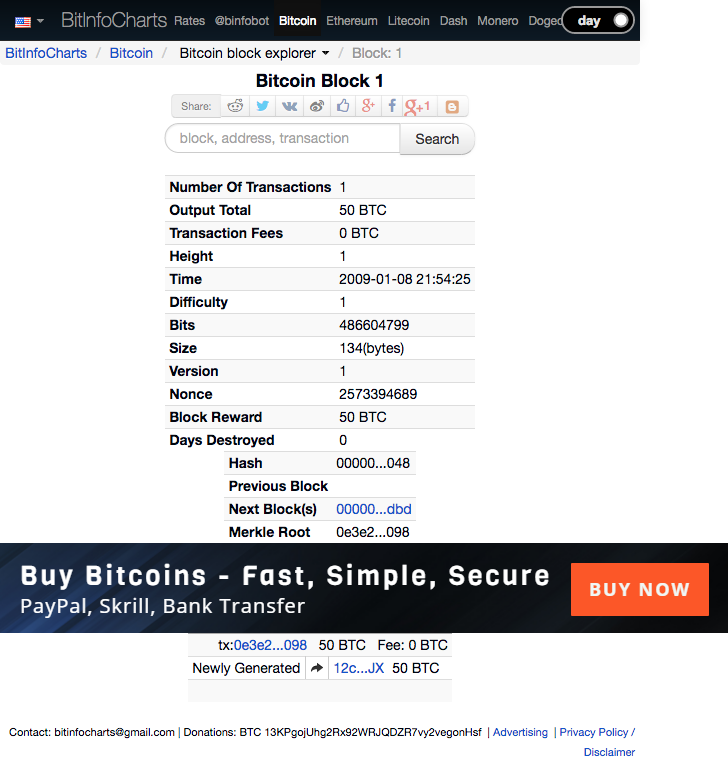 BitInfoCharts Rates @binfobot Bitcoin Ethereum Litecoin Dash Monero Dogec day
BitInfoCharts / Bitcoin / Bitcoin block explorer / Block: 1
Bitcoin Block 1
Share: g+ f g+1
block, address, transaction Search
Number Of Transactions 1
Output Total 50 BTC
Transaction Fees 0 BTC
Height 1
Time 2009-01-08 21:54:25
Difficulty 1
Bits 486604799
Size 134(bytes)
Version 1
Nonce 2573394689
Block Reward 50 BTC
Days Destroyed 0
Hash 00000...048
Previous Block
Next Block(s) 00000...dbd
Merkle Root 0e3e2...098
Buy Bitcoins - Fast, Simple, Secure
PayPal, Skrill, Bank Transfer
BUY NOW
tx:0e3e2...098 50 BTC Fee: 0 BTC
Newly Generated 12c...JX 50 BTC
Contact: bitinfocharts@gmail.com | Donations: BTC 13KPgojUhg2Rx92WRJQDZR7vy2vegonHsf | Advertising | Privacy Policy /
Disclaimer